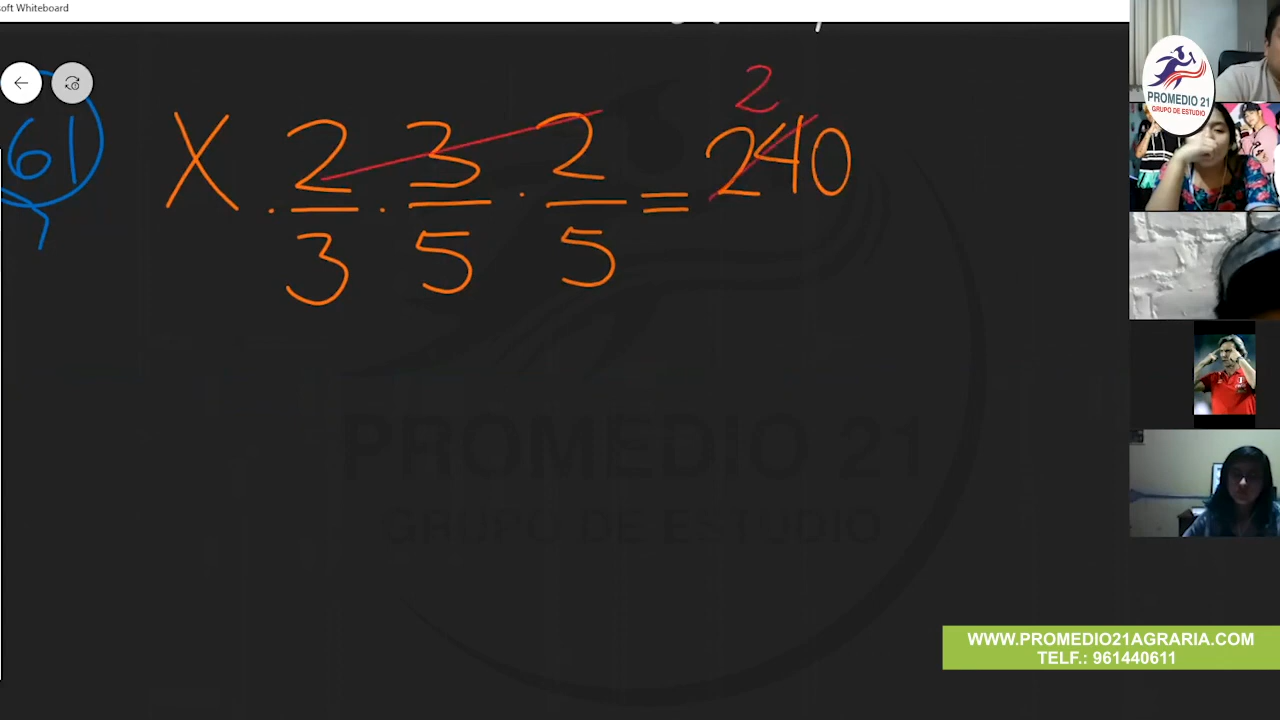 soft Whiteboard
61
2
X . 2/3 . 3/5 . 2/5 = 240
PROMEDIO 21
GRUPO DE ESTUDIO
PROMEDIO 21
GRUPO DE ESTUDIO
WWW.PROMEDIO21AGRARIA.COM
TELF.: 961440611